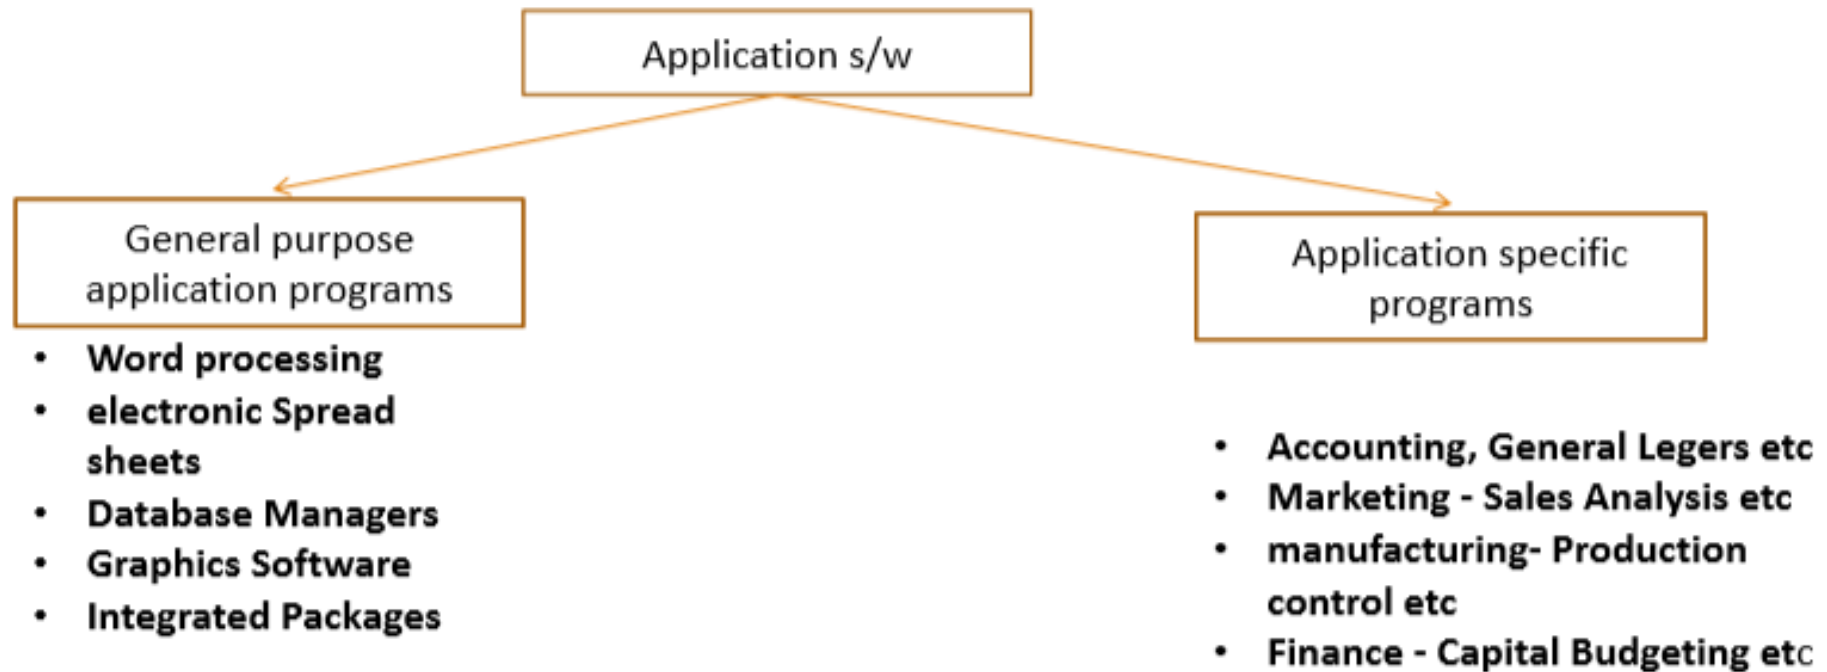 Application s/w
General purpose
application programs
• Word processing
• electronic Spread
sheets
• Database Managers
• Graphics Software
• Integrated Packages
Application specific
programs
• Accounting, General Legers etc
• Marketing - Sales Analysis etc
• manufacturing- Production
control etc
• Finance - Capital Budgeting etc